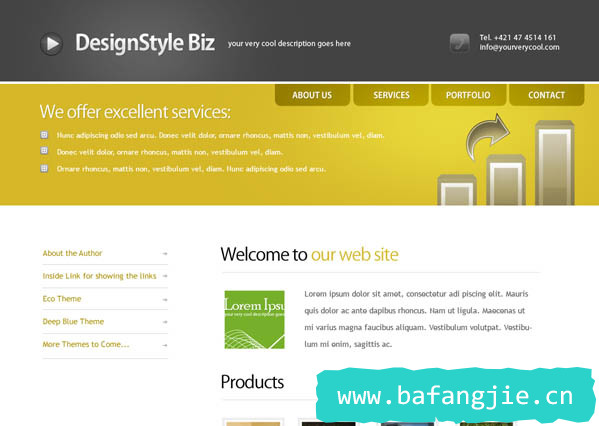 DesignStyle Biz
your very cool description goes here
Tel. +421 47 4514 161
info@yourverycool.com
ABOUT US
SERVICES
PORTFOLIO
CONTACT
We offer excellent services:
Nunc adipiscing odio sed arcu. Donec velit dolor, ornare rhoncus, mattis non, vestibulum vel, diam.
Donec velit dolor, ornare rhoncus, mattis non, vestibulum vel, diam.
Ornare rhoncus, mattis non, vestibulum vel, diam. Nunc adipiscing odio sed arcu.
About the Author
Inside Link for showing the links
Eco Theme
Deep Blue Theme
More Themes to Come...
Welcome to our web site
Lorem Ipsu
your very cool description goes
Lorem ipsum dolor sit amet, consectetur adi piscing elit. Mauris
quis dolor ac ante dapibus rhoncus. Nam ut ligula. Maecenas ut
mi varius magna faucibus aliquam. Vestibulum volutpat. Vestibu-
lum mi enim, sagittis ac.
Products
www.bafangjie.cn